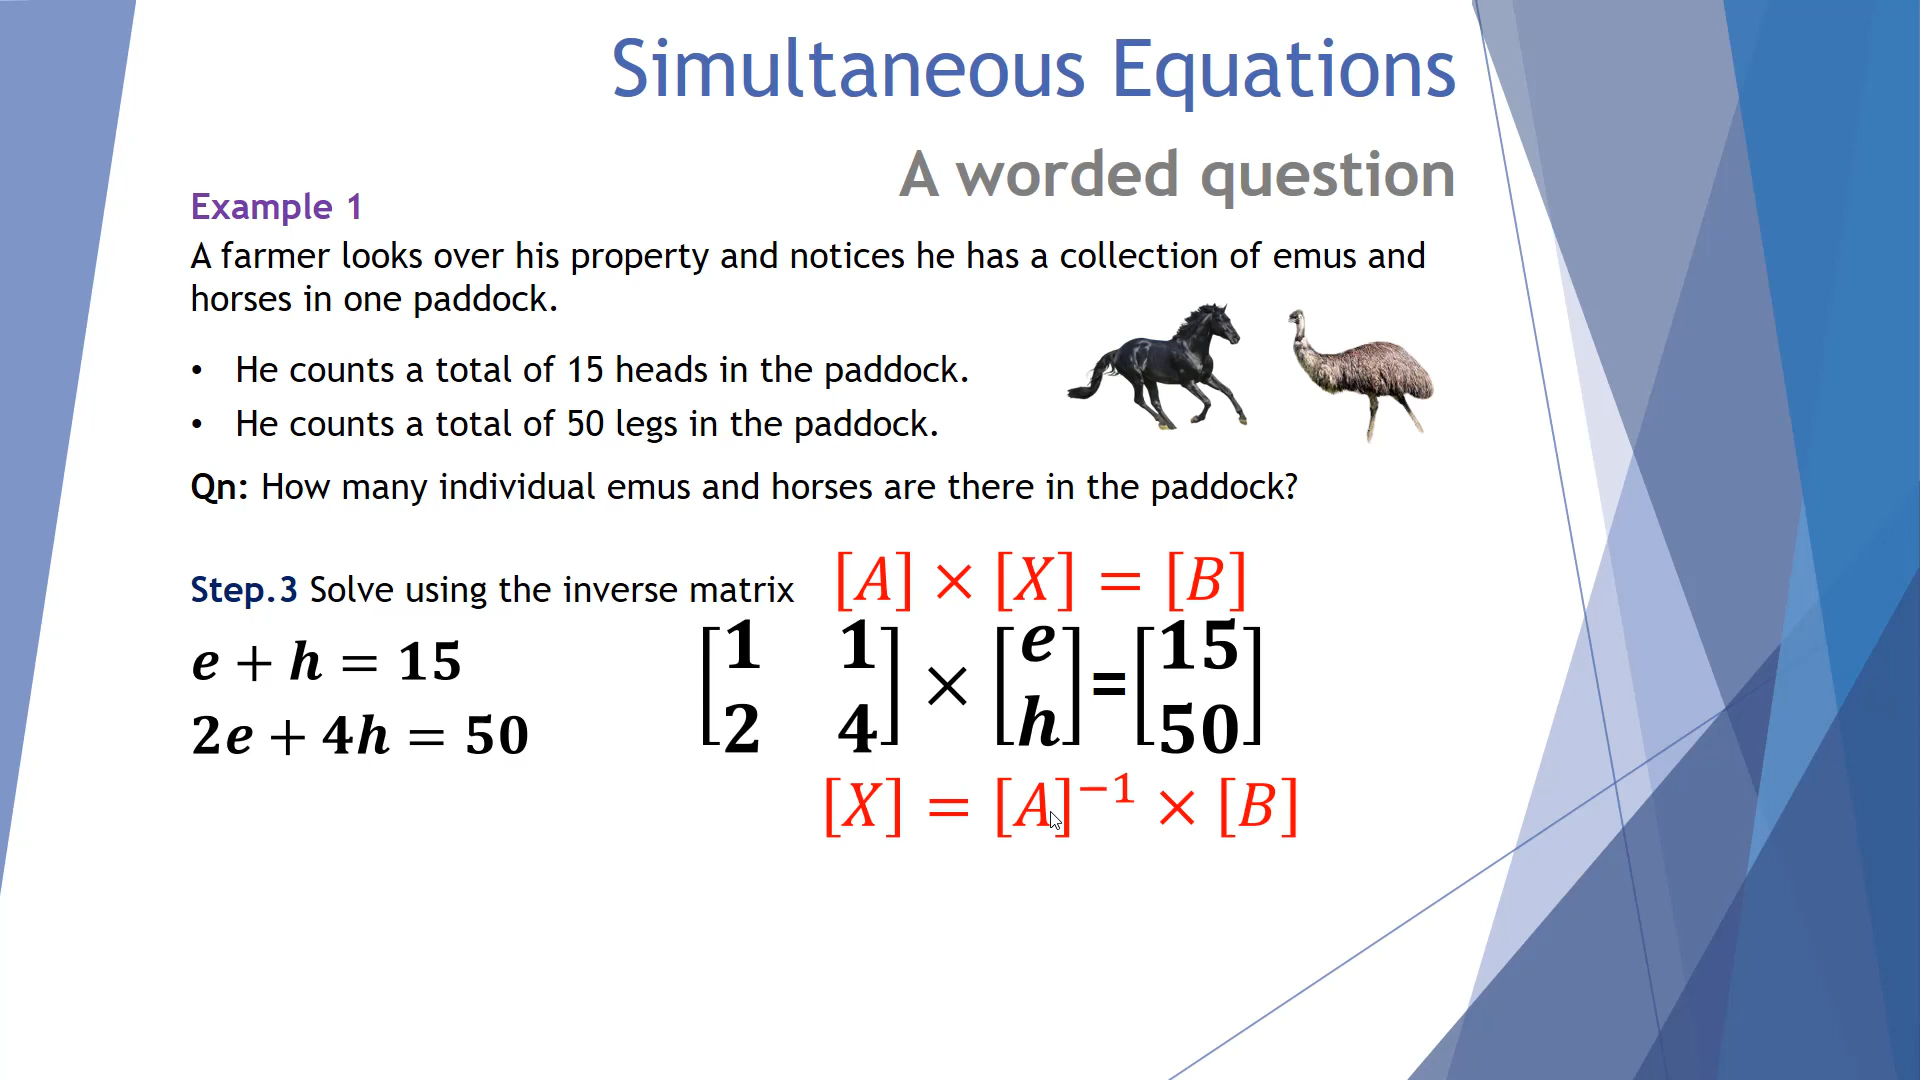 Simultaneous Equations
A worded question
Example 1
A farmer looks over his property and notices he has a collection of emus and
horses in one paddock.
• He counts a total of 15 heads in the paddock.
• He counts a total of 50 legs in the paddock.
Qn: How many individual emus and horses are there in the paddock?
Step.3 Solve using the inverse matrix
[A] × [X] = [B]
e + h = 15
2e + 4h = 50
[1 1
2 4] × [e
h] = [15
50]
[X] = [A]⁻¹ × [B]